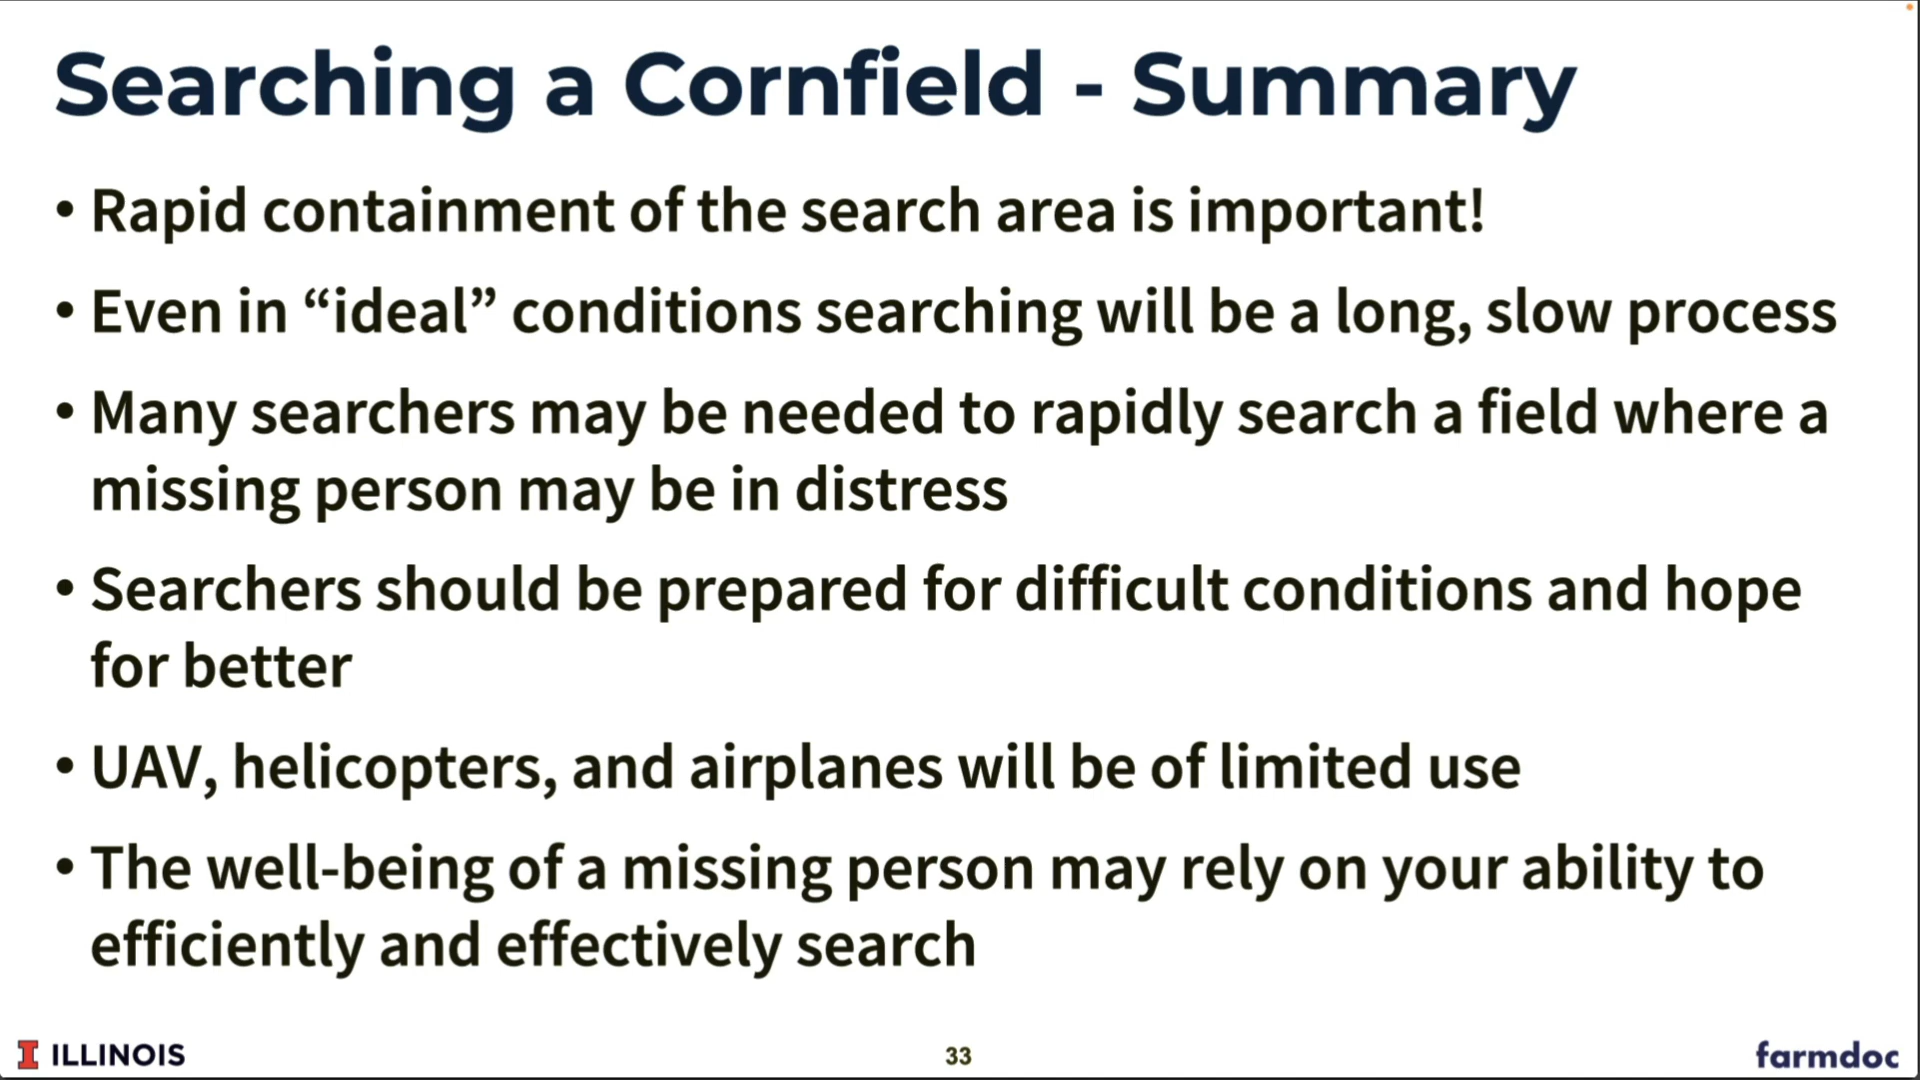 Searching a Cornfield - Summary
• Rapid containment of the search area is important!
• Even in “ideal” conditions searching will be a long, slow process
• Many searchers may be needed to rapidly search a field where a
missing person may be in distress
• Searchers should be prepared for difficult conditions and hope
for better
• UAV, helicopters, and airplanes will be of limited use
• The well-being of a missing person may rely on your ability to
efficiently and effectively search
I ILLINOIS
33
farmdoc